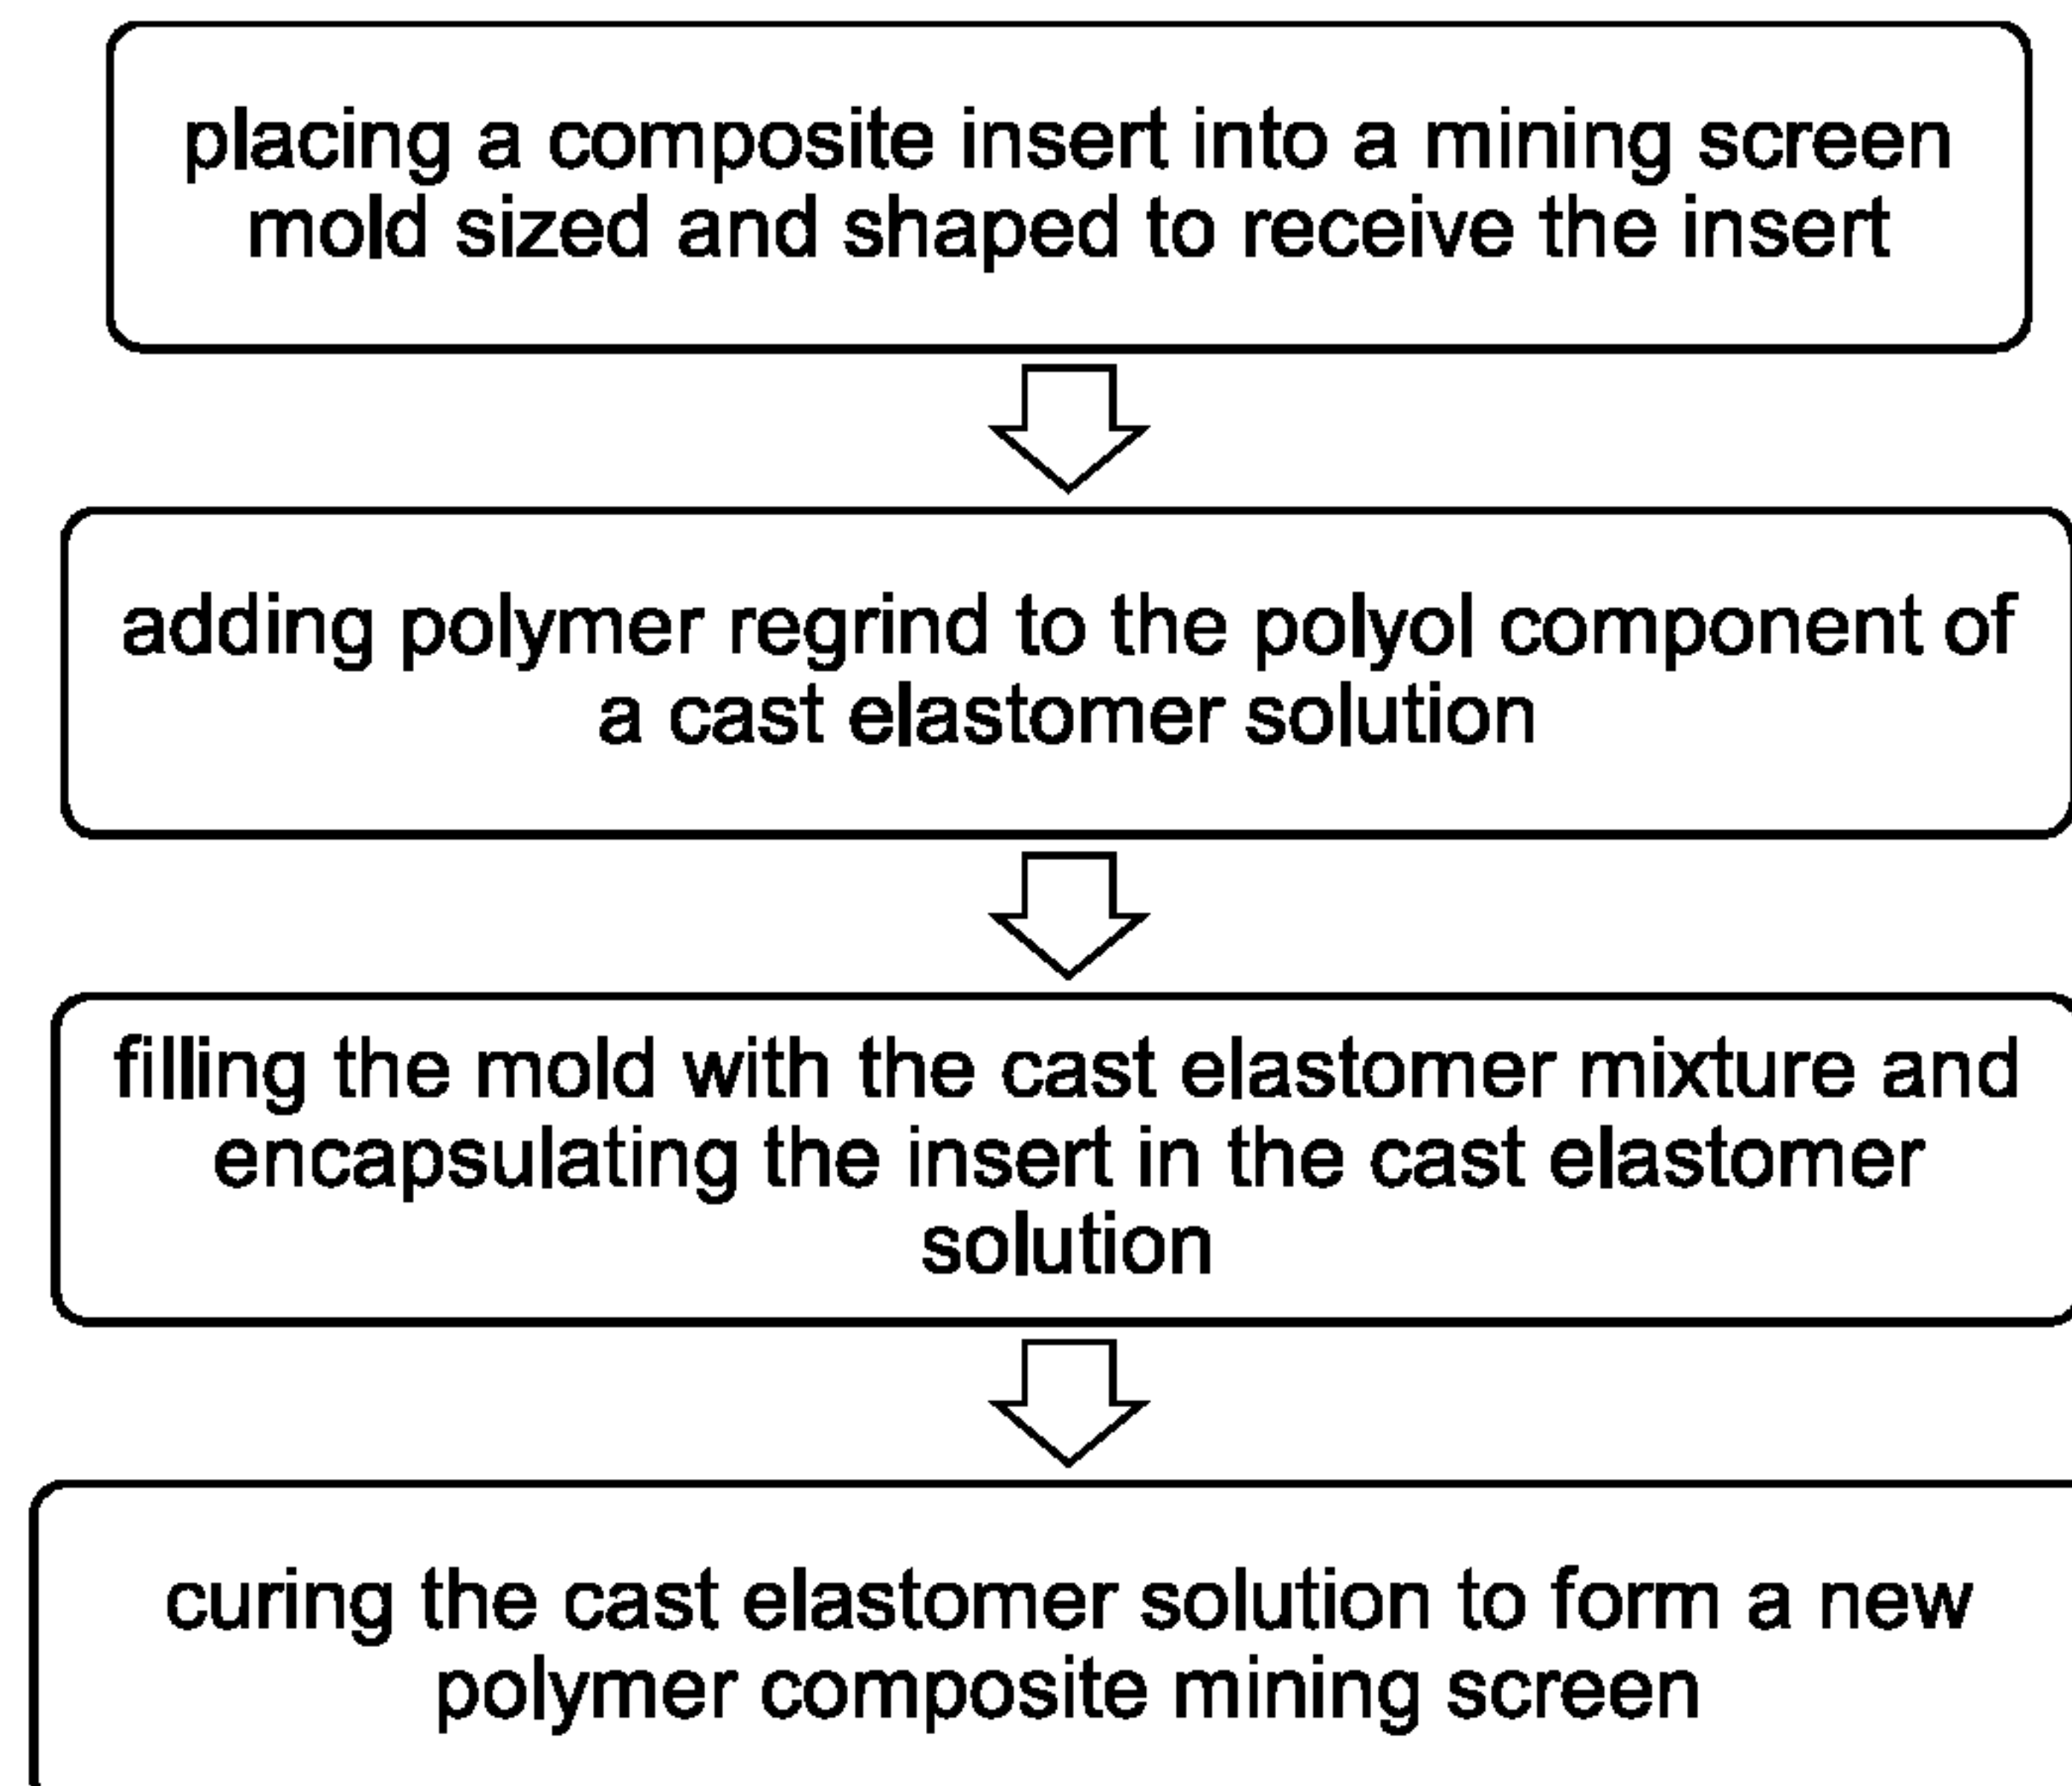 placing a composite insert into a mining screen
mold sized and shaped to receive the insert
adding polymer regrind to the polyol component of
a cast elastomer solution
filling the mold with the cast elastomer mixture and
encapsulating the insert in the cast elastomer
solution
curing the cast elastomer solution to form a new
polymer composite mining screen